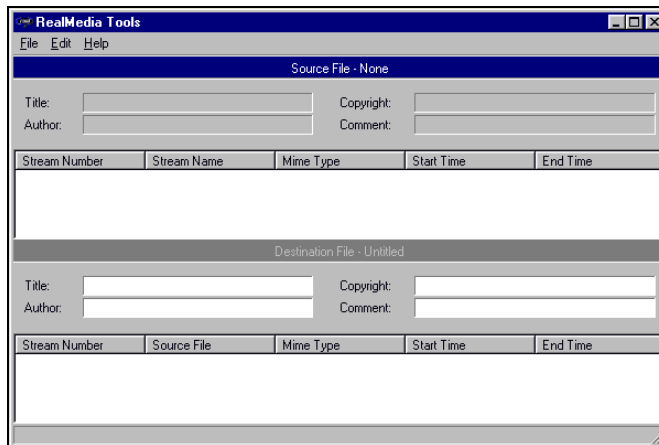 RealMedia Tools
File Edit Help
Source File - None
Title: Copyright:
Author: Comment:
Stream Number Stream Name Mime Type Start Time End Time
Destination File - Untitled
Title: Copyright:
Author: Comment:
Stream Number Source File Mime Type Start Time End Time